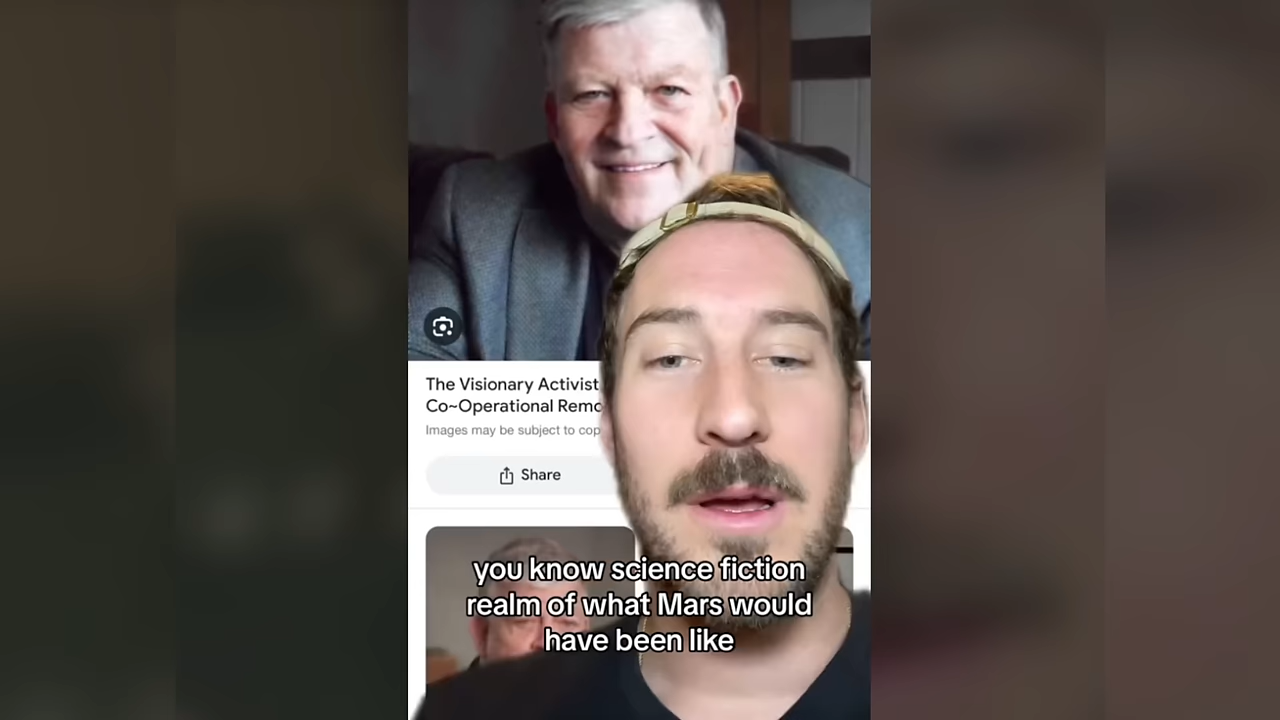 The Visionary Activist
Co~Operational Remo
Images may be subject to cop
Share
you know science fiction
realm of what Mars would
have been like